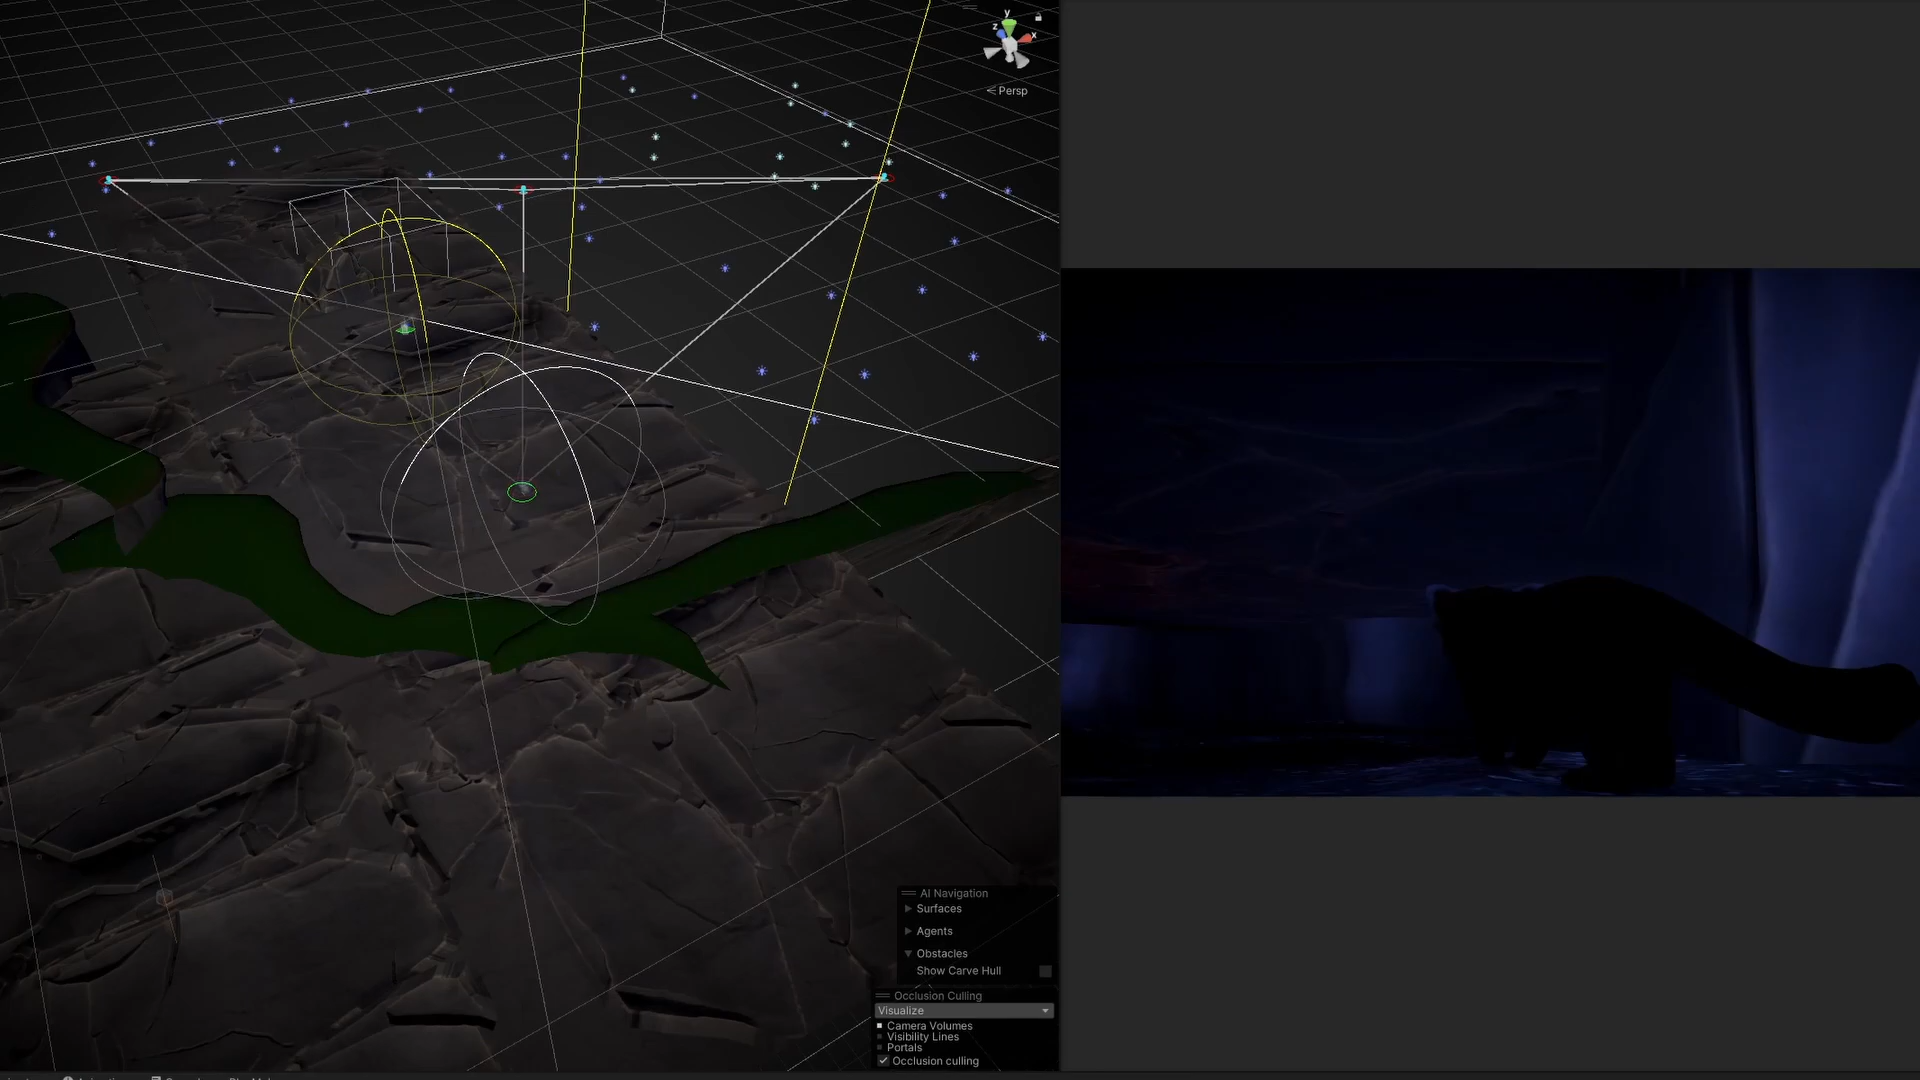 y
z
x
Persp
AI Navigation
Surfaces
Agents
Obstacles
Show Carve Hull
Occlusion Culling
Visualize
Camera Volumes
Visibility Lines
Portals
Occlusion culling